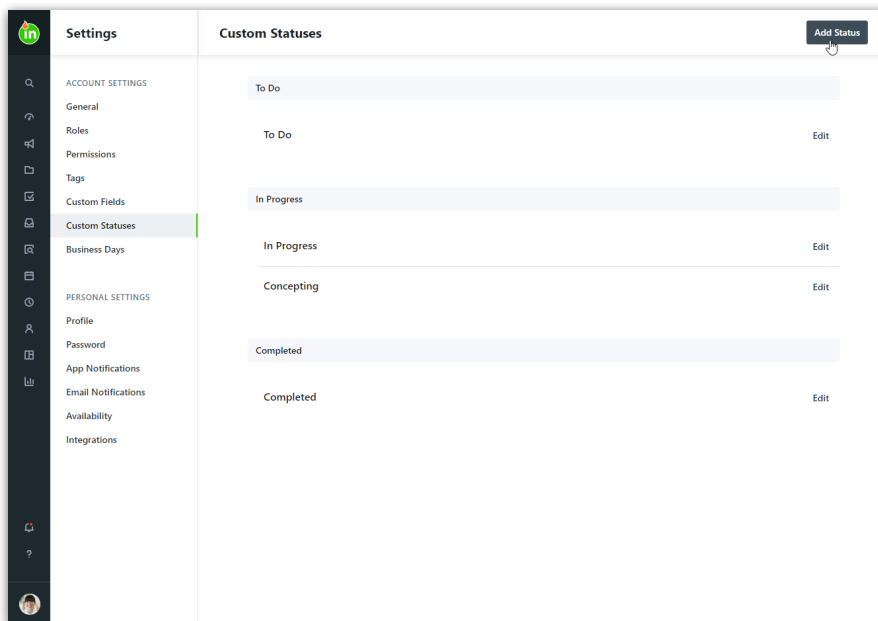 in
Settings
Custom Statuses
Add Status
ACCOUNT SETTINGS
General
Roles
Permissions
Tags
Custom Fields
Custom Statuses
Business Days
PERSONAL SETTINGS
Profile
Password
App Notifications
Email Notifications
Availability
Integrations
To Do
To Do
Edit
In Progress
In Progress
Edit
Concepting
Edit
Completed
Completed
Edit
?